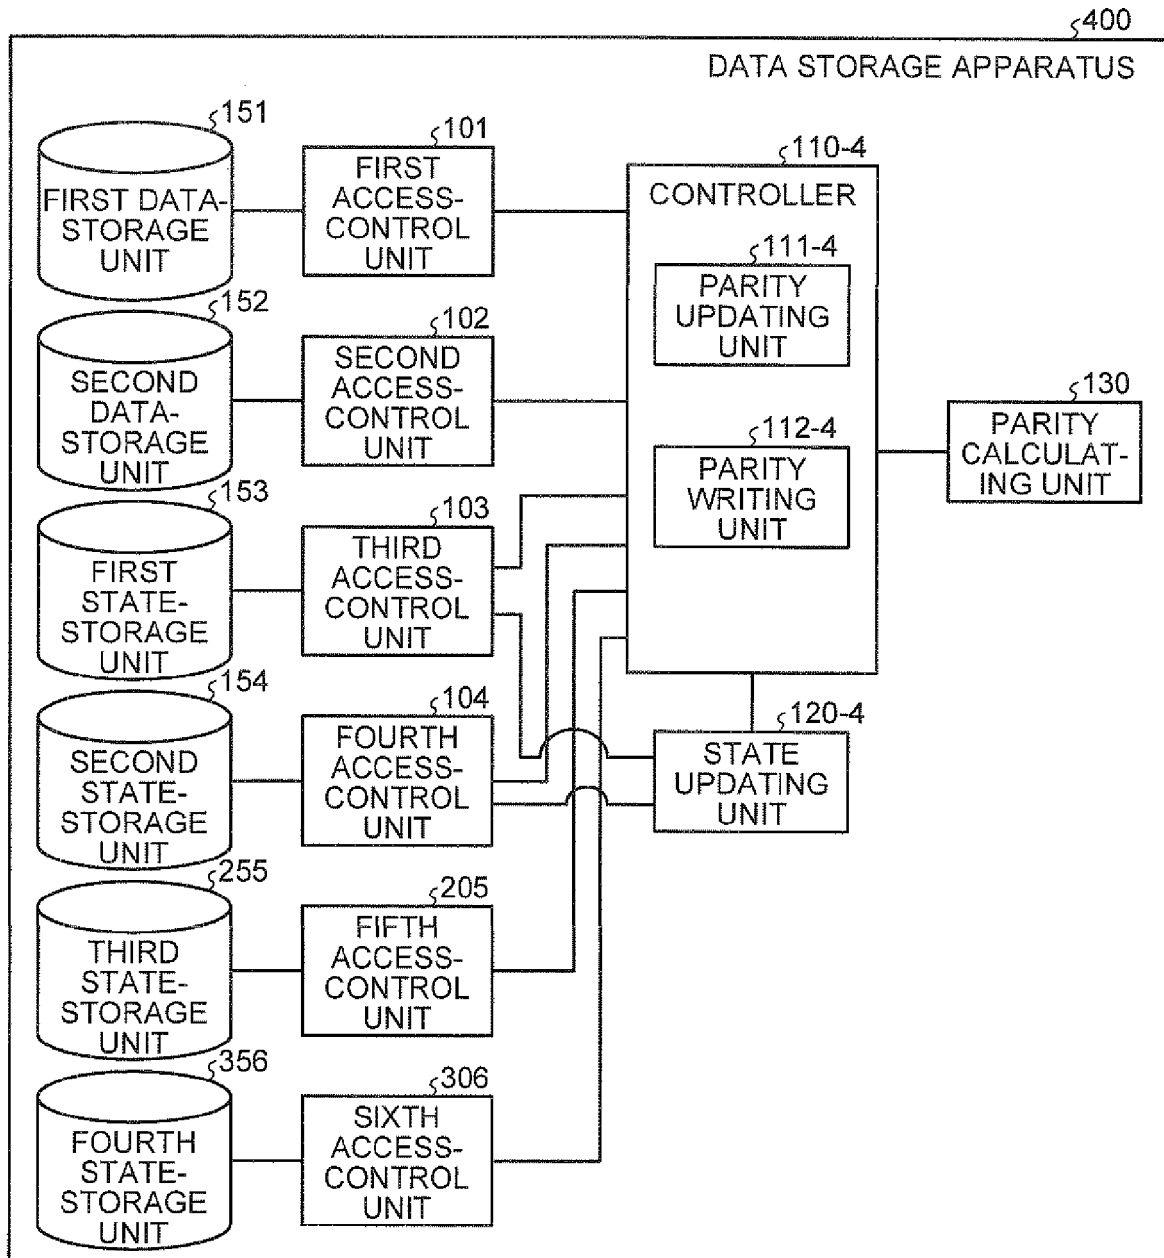 400
DATA STORAGE APPARATUS
151
FIRST DATA-
STORAGE
UNIT
101
FIRST
ACCESS-
CONTROL
UNIT
110-4
CONTROLLER
111-4
PARITY
UPDATING
UNIT
152
SECOND
DATA-
STORAGE
UNIT
102
SECOND
ACCESS-
CONTROL
UNIT
112-4
PARITY
WRITING
UNIT
130
PARITY
CALCULAT-
ING UNIT
153
FIRST
STATE-
STORAGE
UNIT
103
THIRD
ACCESS-
CONTROL
UNIT
154
SECOND
STATE-
STORAGE
UNIT
104
FOURTH
ACCESS-
CONTROL
UNIT
120-4
STATE
UPDATING
UNIT
255
THIRD
STATE-
STORAGE
UNIT
205
FIFTH
ACCESS-
CONTROL
UNIT
356
FOURTH
STATE-
STORAGE
UNIT
306
SIXTH
ACCESS-
CONTROL
UNIT